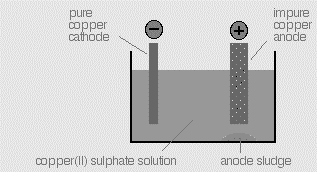 pure
copper
cathode
−
+
impure
copper
anode
copper(II) sulphate solution
anode sludge